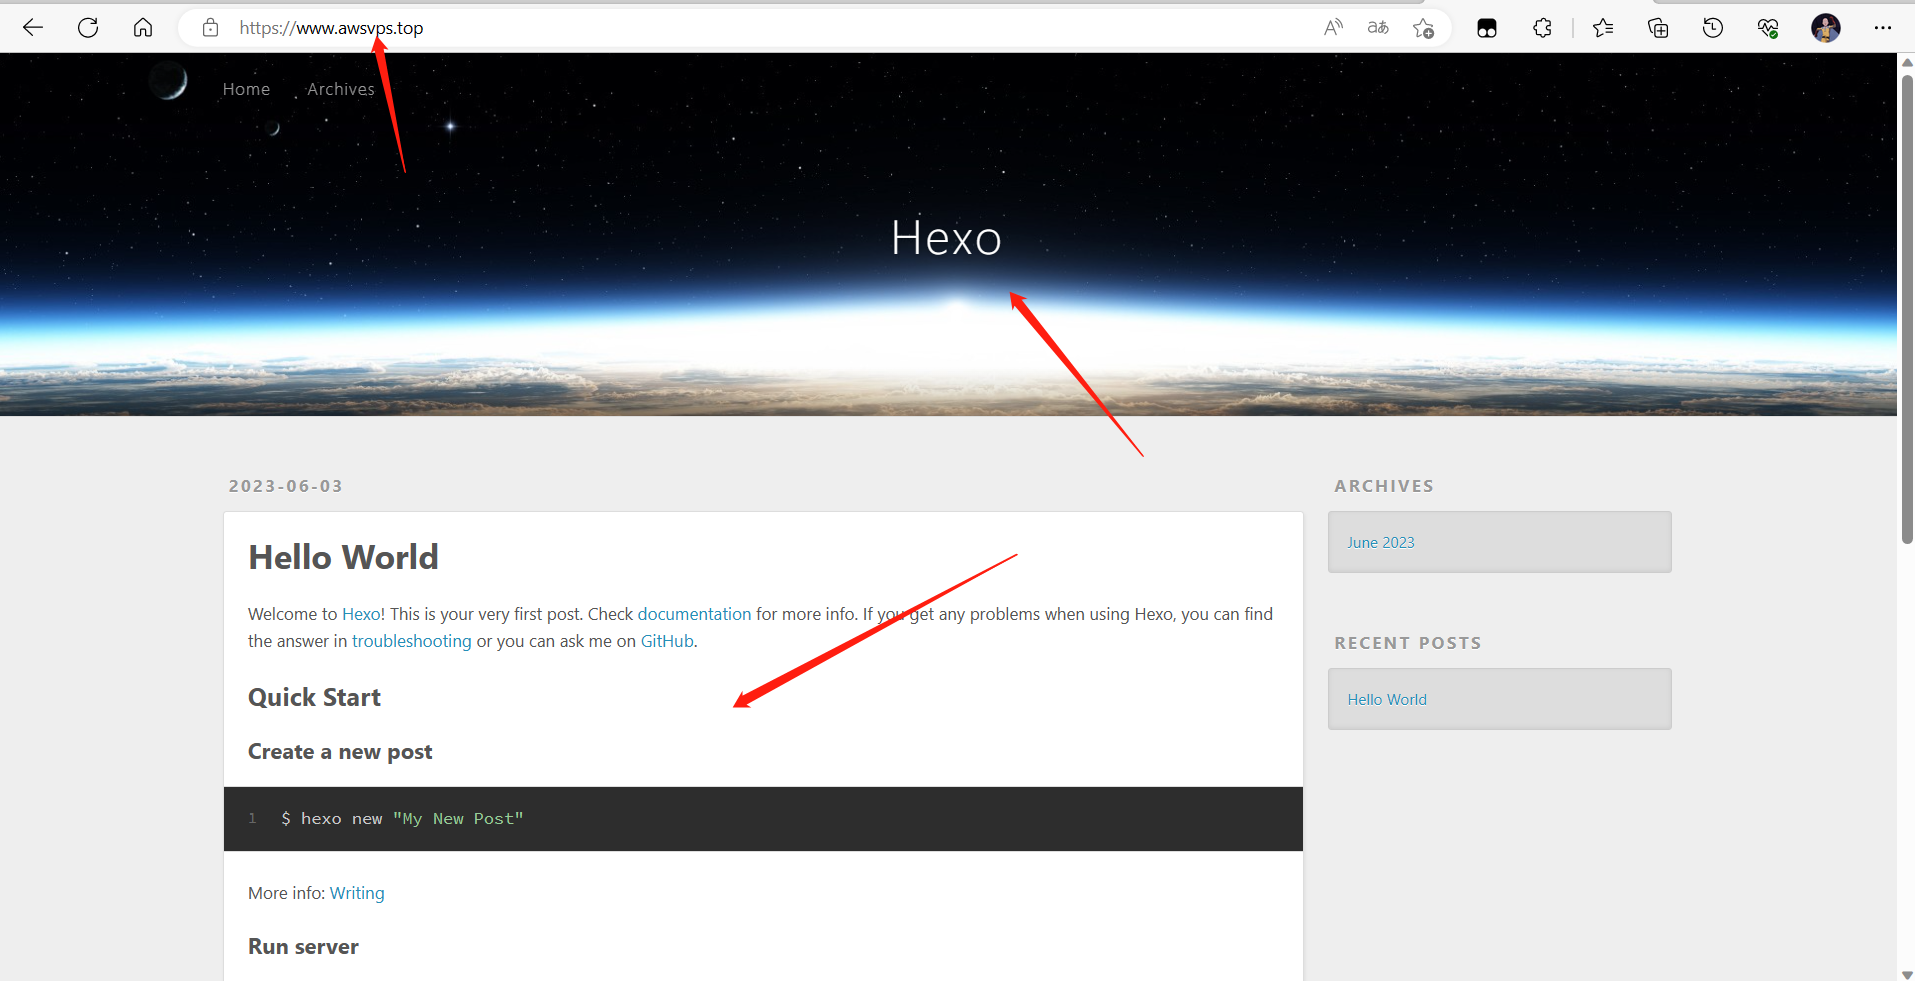 https://www.awsvps.top
Home Archives
Hexo
2023-06-03
Hello World
Welcome to Hexo! This is your very first post. Check documentation for more info. If you get any problems when using Hexo, you can find
the answer in troubleshooting or you can ask me on GitHub.
Quick Start
Create a new post
1 $ hexo new "My New Post"
More info: Writing
Run server
ARCHIVES
June 2023
RECENT POSTS
Hello World